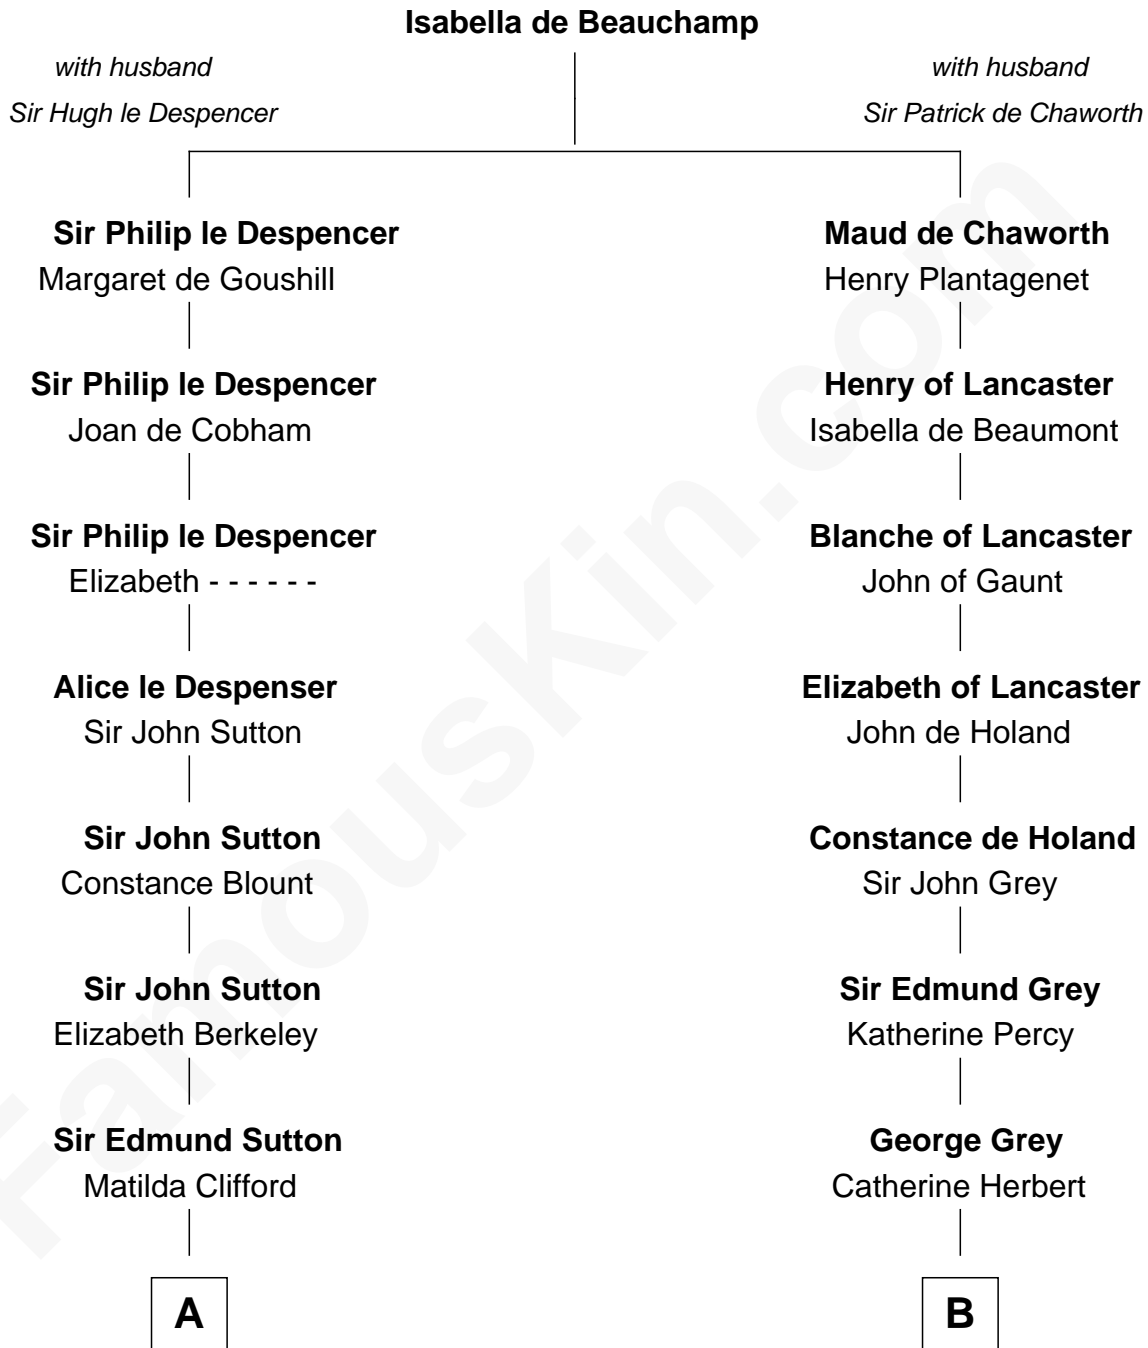 Isabella de Beauchamp
with husband
Sir Hugh le Despencer
with husband
Sir Patrick de Chaworth
Sir Philip le Despencer
Margaret de Goushill
Maud de Chaworth
Henry Plantagenet
Sir Philip le Despencer
Joan de Cobham
Henry of Lancaster
Isabella de Beaumont
Sir Philip le Despencer
Elizabeth - - - - - -
Blanche of Lancaster
John of Gaunt
Alice le Despenser
Sir John Sutton
Elizabeth of Lancaster
John de Holand
Sir John Sutton
Constance Blount
Constance de Holand
Sir John Grey
Sir John Sutton
Elizabeth Berkeley
Sir Edmund Grey
Katherine Percy
Sir Edmund Sutton
Matilda Clifford
George Grey
Catherine Herbert
A
B
FamousKin.com